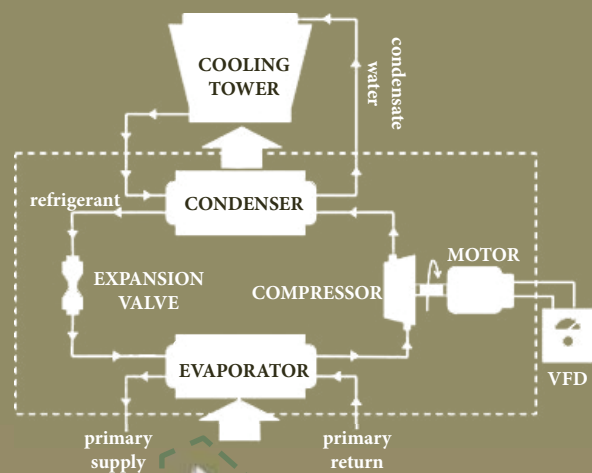 COOLING
TOWER
condensate
water
CONDENSER
refrigerant
MOTOR
EXPANSION
VALVE
COMPRESSOR
EVAPORATOR
VFD
primary
supply
primary
return